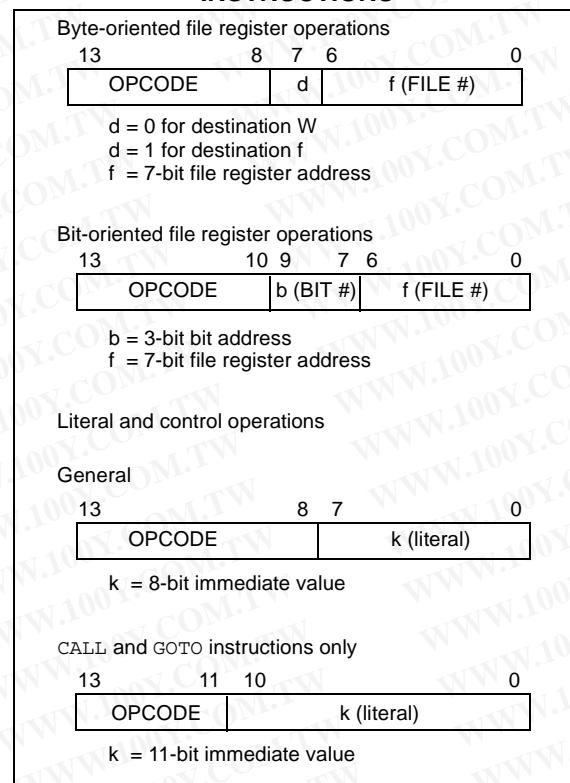 INSTRUCTIONS
Byte-oriented file register operations
13 8 7 6 0
OPCODE d f (FILE #)
d = 0 for destination W
d = 1 for destination f
f = 7-bit file register address
Bit-oriented file register operations
13 10 9 7 6 0
OPCODE b (BIT #) f (FILE #)
b = 3-bit bit address
f = 7-bit file register address
Literal and control operations
General
13 8 7 0
OPCODE k (literal)
k = 8-bit immediate value
CALL and GOTO instructions only
13 11 10 0
OPCODE k (literal)
k = 11-bit immediate value
WWW.100Y.COM.TW